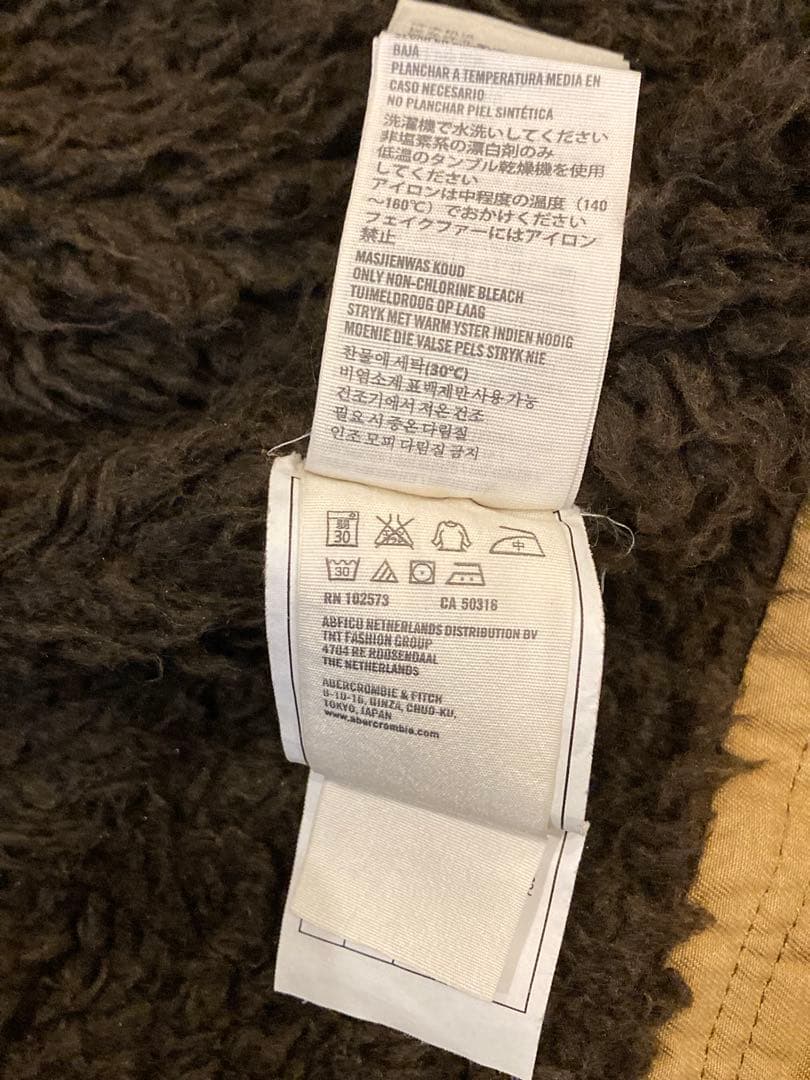 BAJA
PLANCHAR A TEMPERATURA MEDIA EN
CASO NECESARIO
NO PLANCHAR PIEL SINTÉTICA
洗濯機で水洗いしてください
非塩素系の漂白剤のみ
低温のタンブル乾燥機を使用
してください
アイロンは中程度の温度（140
～160℃）でおかけください
フェイクファーにはアイロン
禁止
MASJIENWAS KOUD
ONLY NON-CHLORINE BLEACH
TUIMELDROOG OP LAAG
STRYK MET WARM YSTER INDIEN NODIG
MOENIE DIE VALSE PELS STRYK NIE
찬물에 세탁(30℃)
비염소계 표백제만 사용 가능
건조기에서 저온 건조
필요 시 중온 다림질
인조 모피 다림질 금지
弱 30 中
30
RN 102573 CA 50316
ABFICO NETHERLANDS DISTRIBUTION BV
TNT FASHION GROUP
4704 RE ROOSENDAAL
THE NETHERLANDS
ABERCROMBIE & FITCH
6-10-16, GINZA, CHUO-KU,
TOKYO, JAPAN
www.abercrombie.com